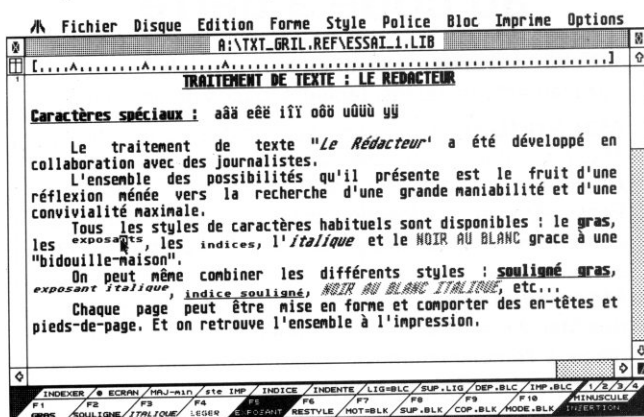 Fichier Disque Edition Forme Style Police Bloc Imprime Options
A:\TXT_GRIL.REF\ESSAI_1.LIB
TRAITEMENT DE TEXTE : LE REDACTEUR
Caractères spéciaux : aâä eêë iîï oôö uûüù yÿ
Le traitement de texte "Le Rédacteur' a été développé en
collaboration avec des journalistes.
L'ensemble des possibilités qu'il présente est le fruit d'une
réflexion ménée vers la recherche d'une grande maniabilité et d'une
convivialité maximale.
Tous les styles de caractères habituels sont disponibles : le gras,
les exposants, les indices, l'italique et le NOIR AU BLANC grace à une
"bidouille-maison".
On peut même combiner les différents styles : souligné gras,
exposant italique, indice souligné, NOIR AU BLANC ITALIQUE, etc...
Chaque page peut être mise en forme et comporter des en-têtes et
pieds-de-page. Et on retrouve l'ensemble à l'impression.
INDEXER / ECRAN /MAJ-min / ste IMP / INDICE / INDENTE / LIG=BLC / SUP.LIG / DEP.BLC / IMP.BLC / 1/2/3/4
F1 F2 F3 F4 F5 F6 F7 F8 F9 F10 MINUSCULE
GRAS SOULIGNE ITALIQUE LEGER EXPOSANT RESTYLE MOT=BLK SUP.BLK COP.BLK MODE.BLK INSERTION